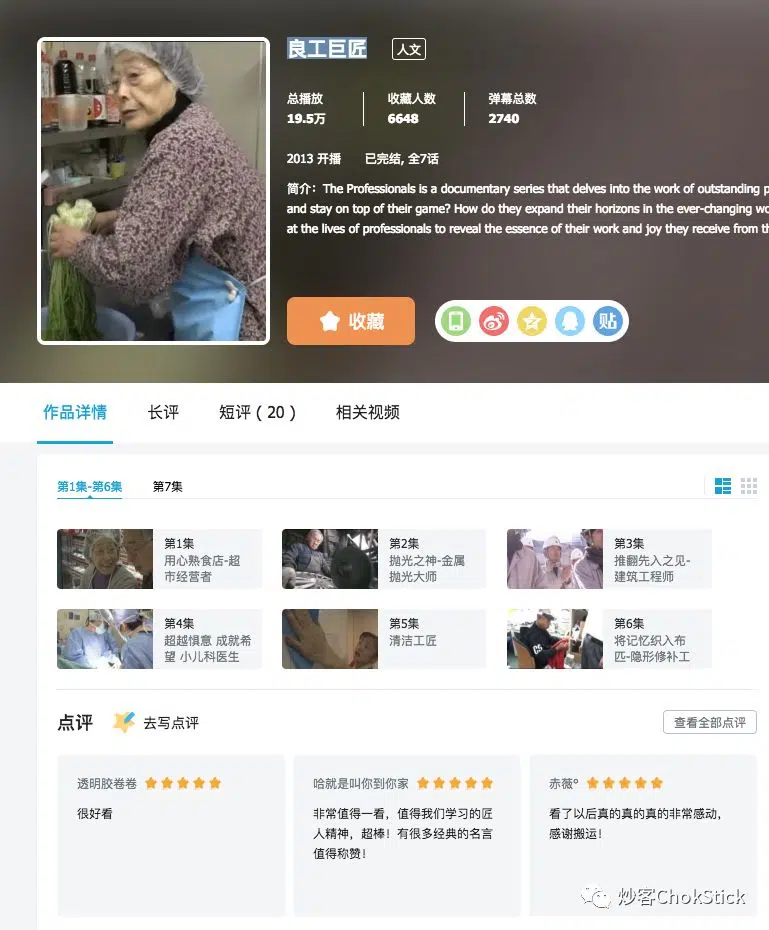 良工巨匠 人文
总播放 收藏人数 弹幕总数
19.5万 6648 2740
2013 开播 已完结, 全7话
简介：The Professionals is a documentary series that delves into the work of outstanding p
and stay on top of their game? How do they expand their horizons in the ever-changing wo
at the lives of professionals to reveal the essence of their work and joy they receive from th
收藏 贴
作品详情 长评 短评 ( 20 ) 相关视频
第1集-第6集 第7集
第1集
用心熟食店-超
市经营者
第2集
抛光之神-金属
抛光大师
第3集
推翻先入之见-
建筑工程师
第4集
超越惧意 成就希
望 小儿科医生
第5集
清洁工匠
第6集
将记忆织入布
匹-隐形修补工
点评 去写点评 查看全部点评
透明胶卷卷
很好看
哈就是叫你到你家
非常值得一看，值得我们学习的匠
人精神，超棒！有很多经典的名言
值得称赞！
赤薇°
看了以后真的真的真的非常感动，
感谢搬运！
炒客ChokStick